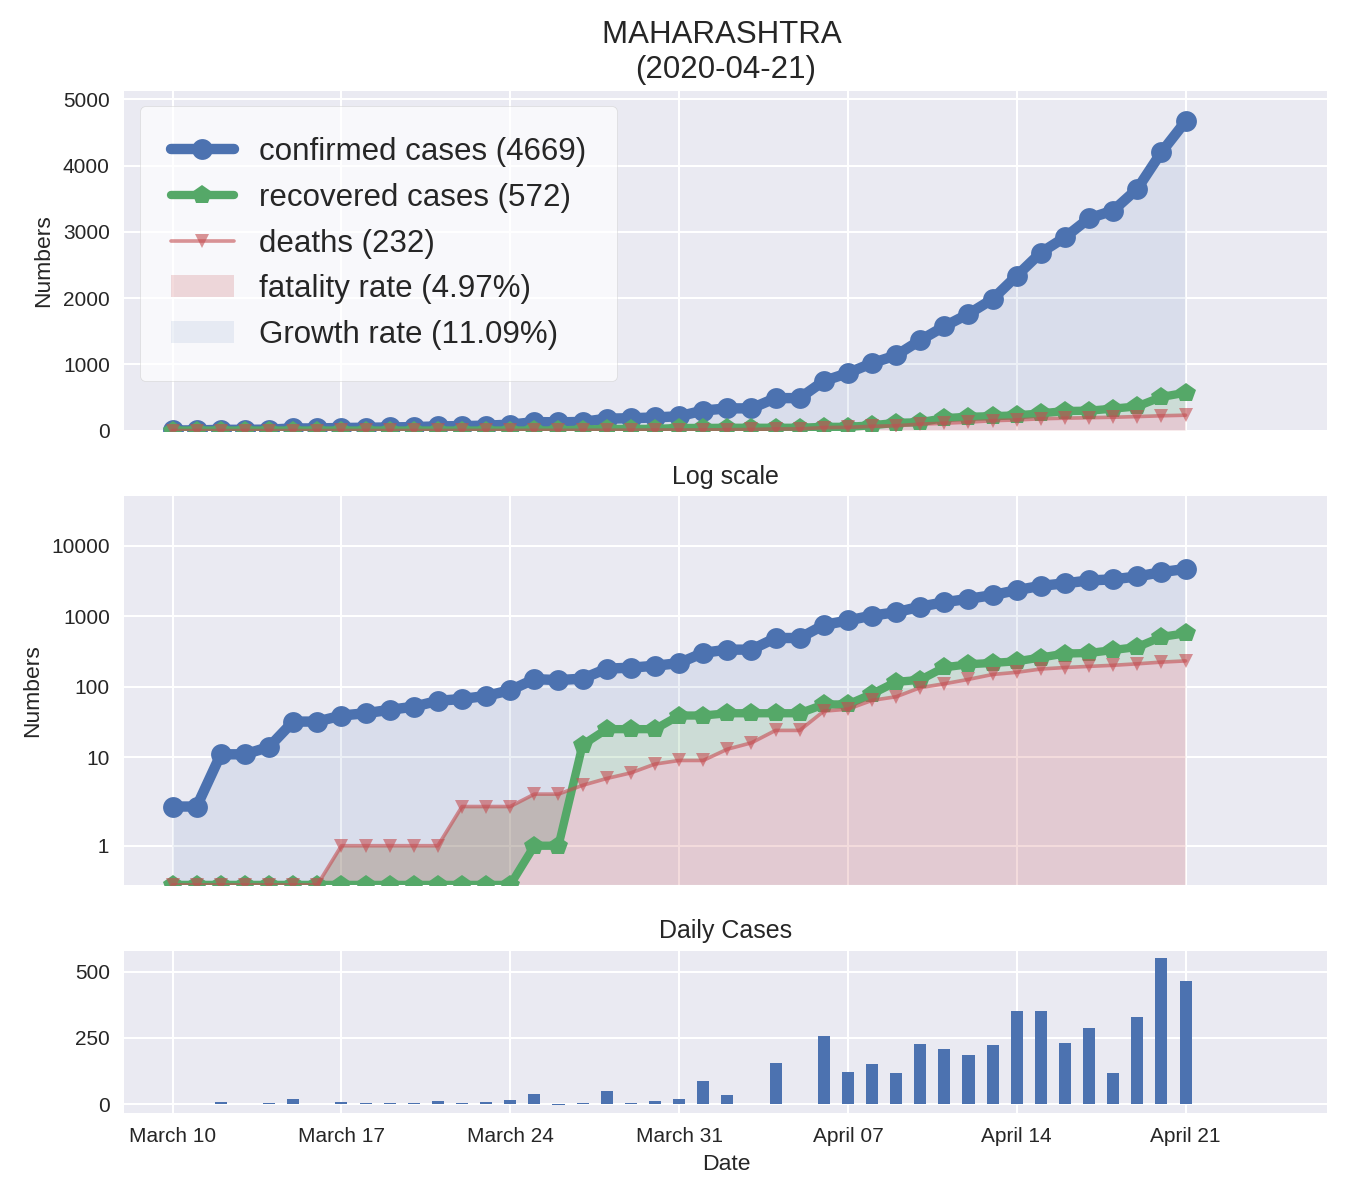 MAHARASHTRA
(2020-04-21)
5000
4000
3000
2000
1000
0
Numbers
confirmed cases (4669)
recovered cases (572)
deaths (232)
fatality rate (4.97%)
Growth rate (11.09%)
Log scale
10000
1000
100
10
1
Numbers
Daily Cases
500
250
0
March 10 March 17 March 24 March 31 April 07 April 14 April 21
Date